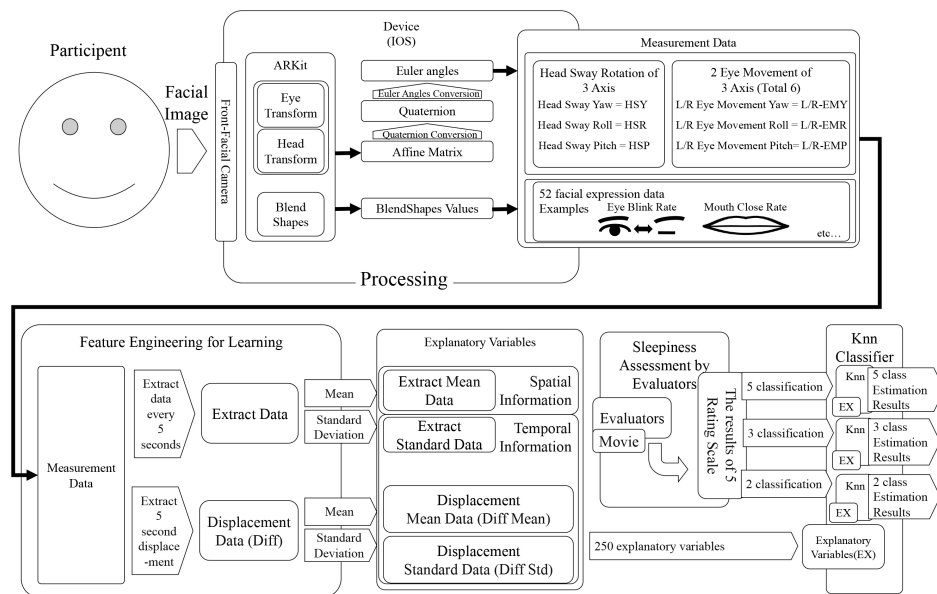 Participent
Facial
Image
Front-Facial Camera
Device
(IOS)
ARKit
Eye
Transform
Head
Transform
Blend
Shapes
Euler angles
Euler Angles Conversion
Quaternion
Quaternion Conversion
Affine Matrix
BlendShapes Values
Processing
Measurement Data
Head Sway Rotation of
3 Axis
Head Sway Yaw = HSY
Head Sway Roll = HSR
Head Sway Pitch = HSP
2 Eye Movement of
3 Axis (Total 6)
L/R Eye Movement Yaw = L/R-EMY
L/R Eye Movement Roll = L/R-EMR
L/R Eye Movement Pitch= L/R-EMP
52 facial expression data
Examples
Eye Blink Rate
Mouth Close Rate
etc…
Feature Engineering for Learning
Measurement
Data
Extract
data
every
5
seconds
Extract Data
Extract
5
second
displace
-ment
Displacement
Data (Diff)
Mean
Standard
Deviation
Mean
Standard
Deviation
Explanatory Variables
Extract Mean
Data
Spatial
Information
Extract
Standard Data
Temporal
Information
Displacement
Mean Data (Diff Mean)
Displacement
Standard Data (Diff Std)
Sleepiness
Assessment by
Evaluators
Evaluators
Movie
The results of 5
Rating Scale
5 classification
3 classification
2 classification
250 explanatory variables
Knn
Classifier
Knn
EX
5 class
Estimation
Results
Knn
EX
3 class
Estimation
Results
Knn
EX
2 class
Estimation
Results
Explanatory
Variables(EX)